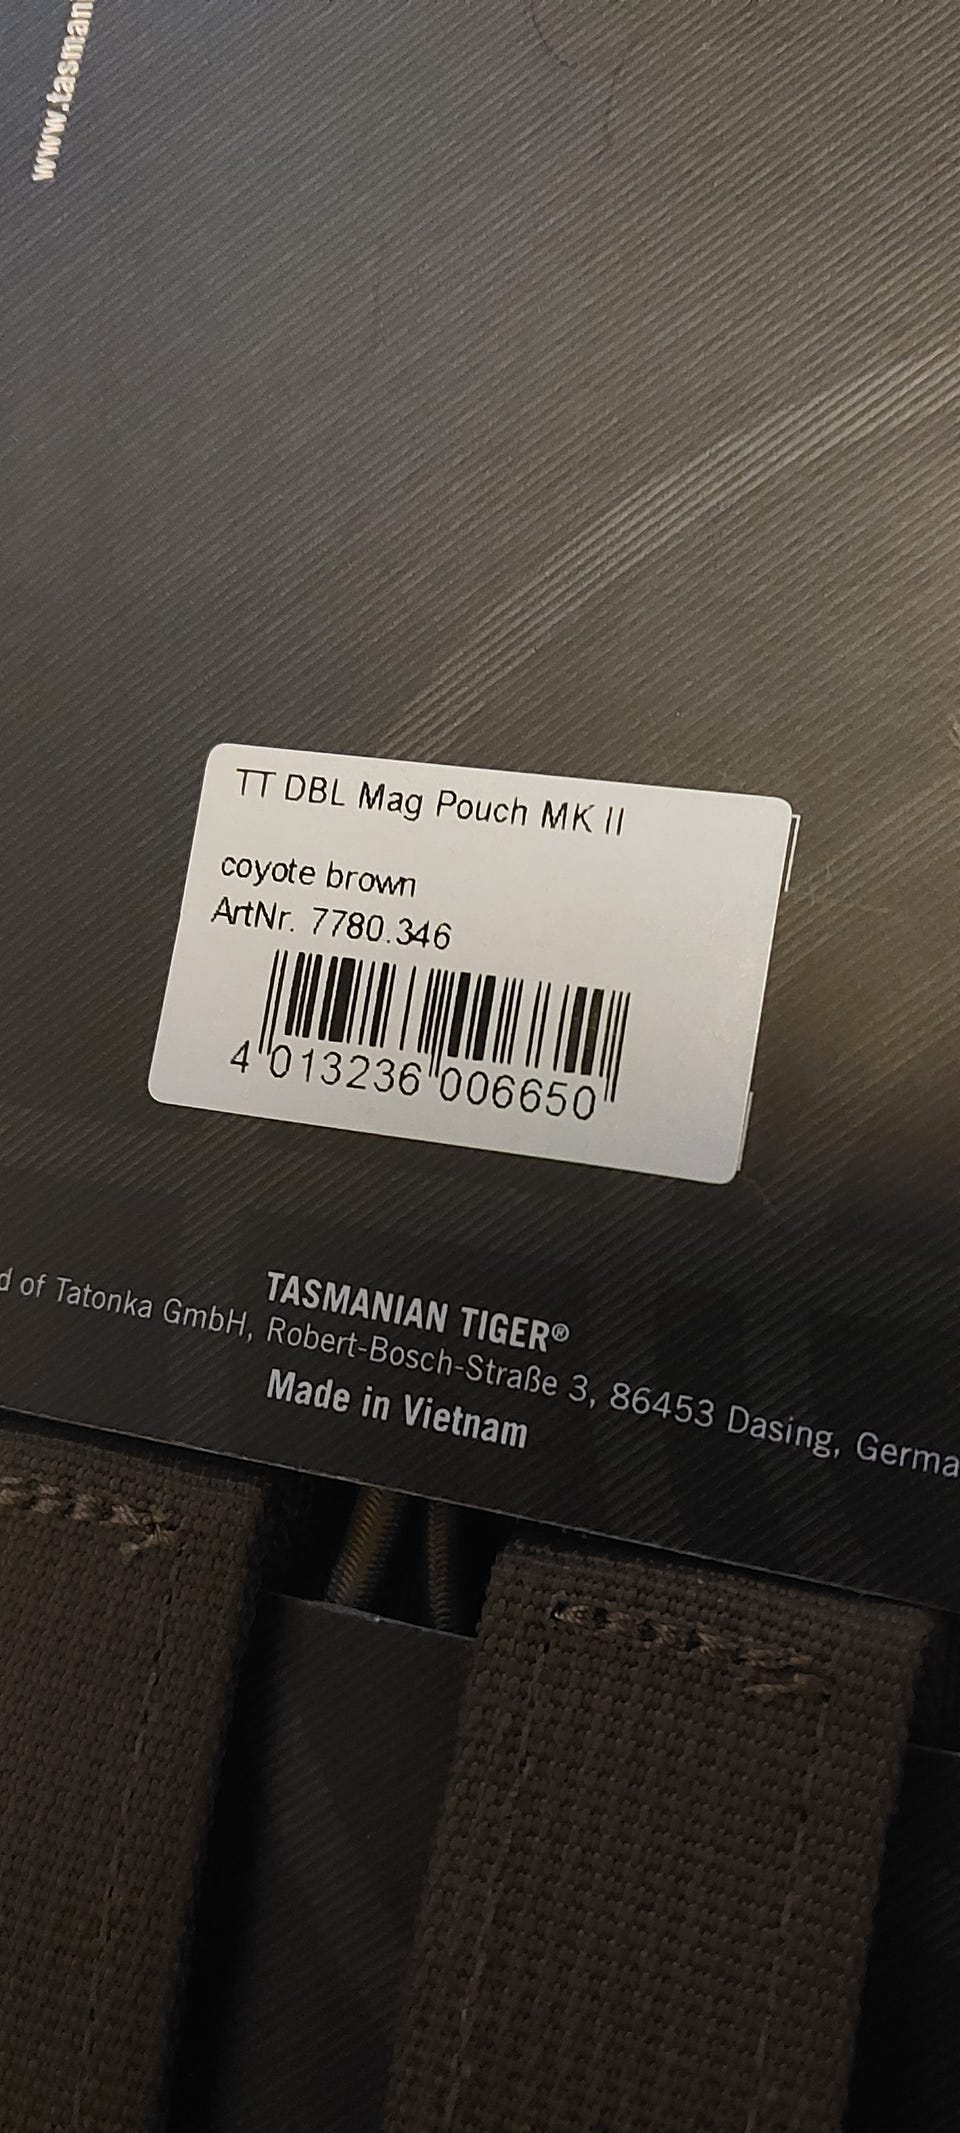 www.tasman
TT DBL Mag Pouch MK II
coyote brown
ArtNr. 7780.346
4 013236 006650
TASMANIAN TIGER®
d of Tatonka GmbH, Robert-Bosch-Straße 3, 86453 Dasing, Germa
Made in Vietnam